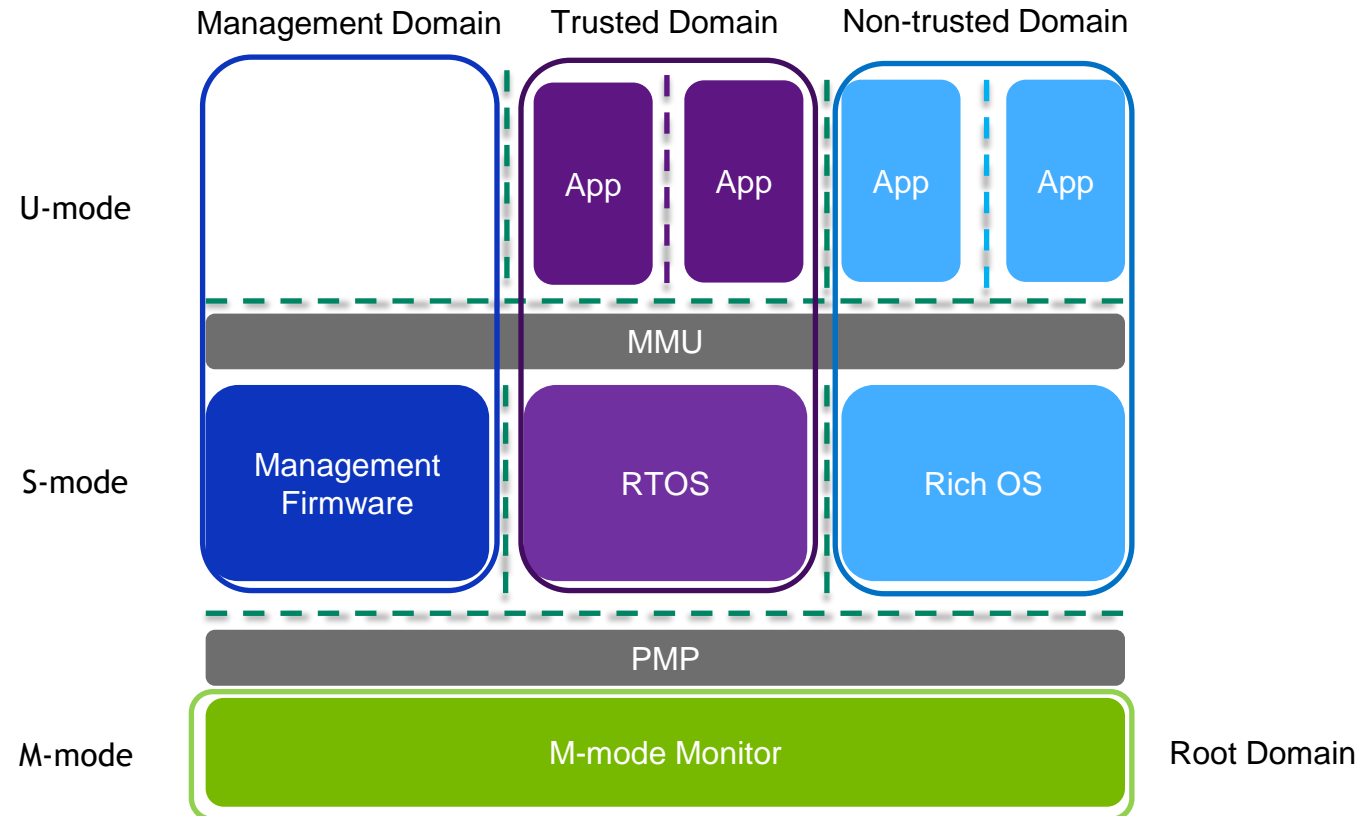 Management Domain
Trusted Domain
Non-trusted Domain
U-mode
App
App
App
App
MMU
S-mode
Management
Firmware
RTOS
Rich OS
PMP
M-mode
M-mode Monitor
Root Domain